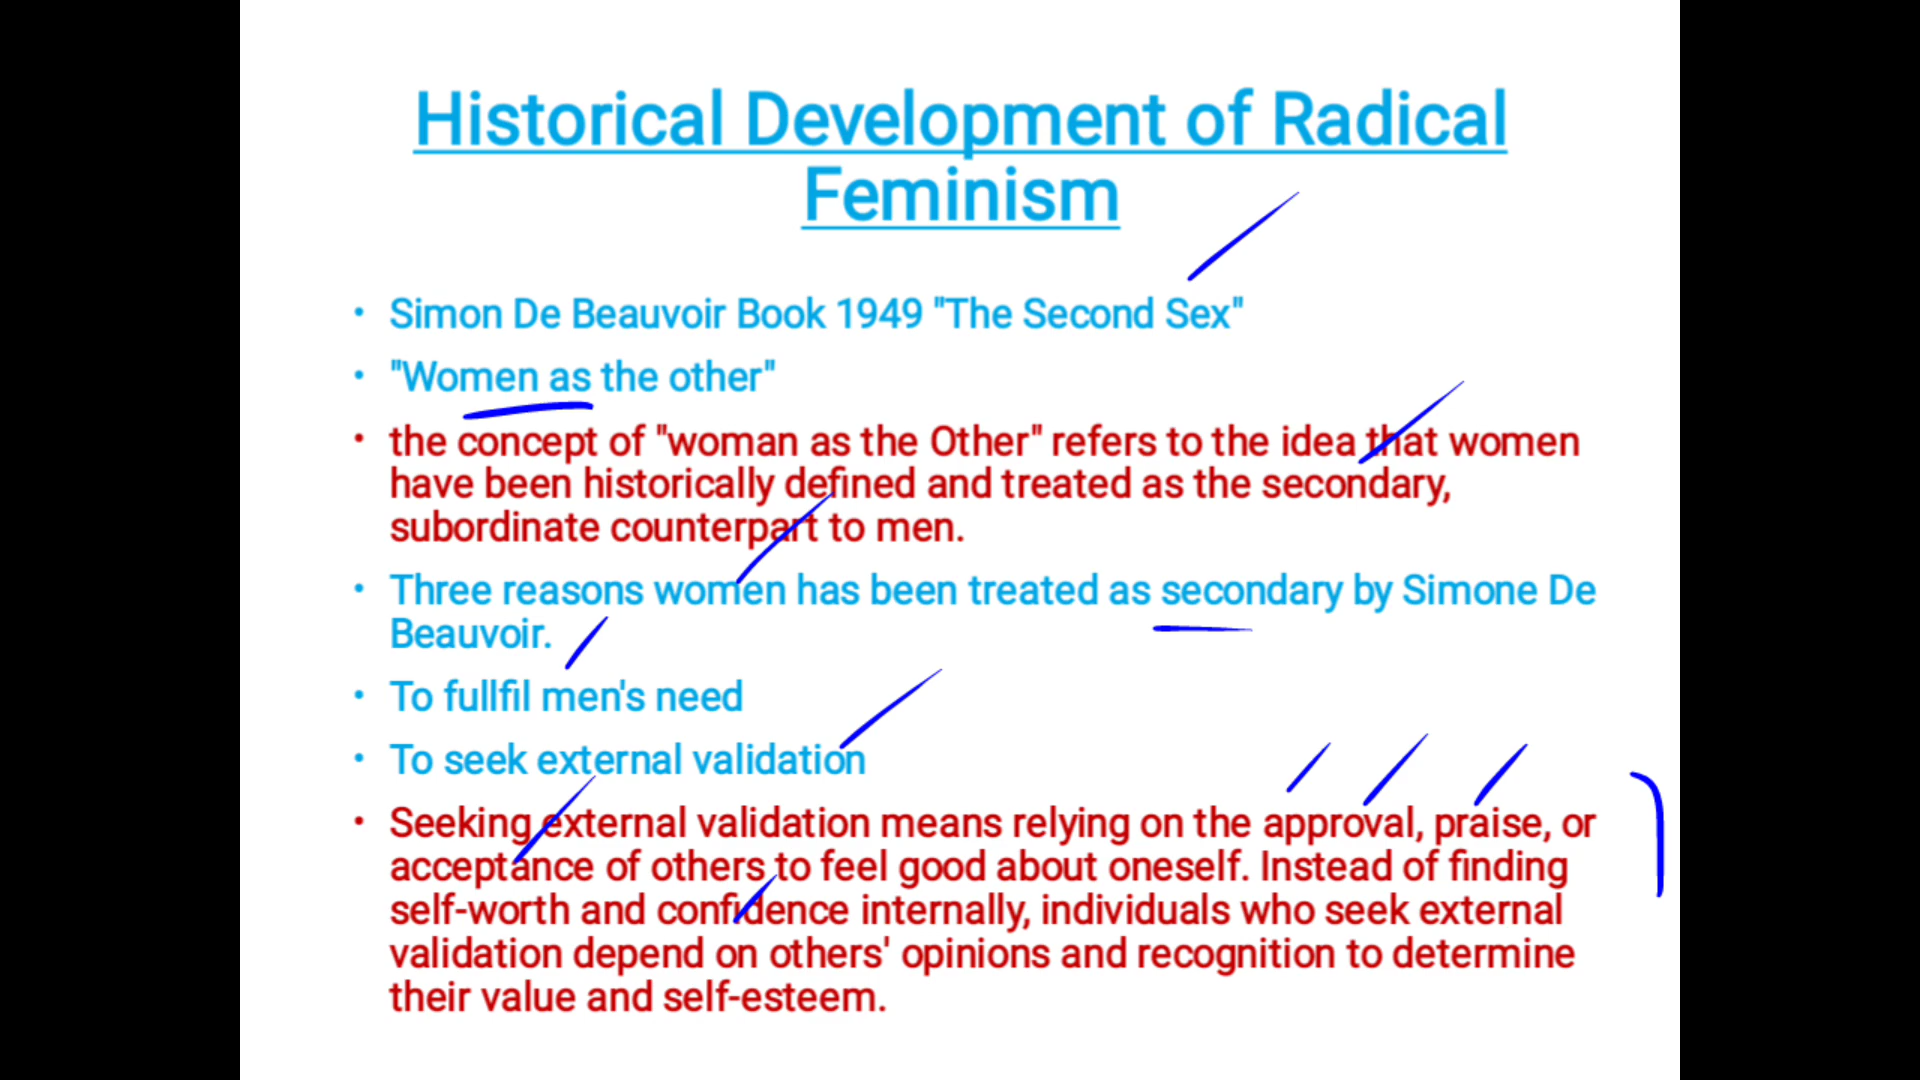 Historical Development of Radical
Feminism
• Simon De Beauvoir Book 1949 "The Second Sex"
• "Women as the other"
• the concept of "woman as the Other" refers to the idea that women
have been historically defined and treated as the secondary,
subordinate counterpart to men.
• Three reasons women has been treated as secondary by Simone De
Beauvoir.
• To fullfil men's need
• To seek external validation
• Seeking external validation means relying on the approval, praise, or
acceptance of others to feel good about oneself. Instead of finding
self-worth and confidence internally, individuals who seek external
validation depend on others' opinions and recognition to determine
their value and self-esteem.